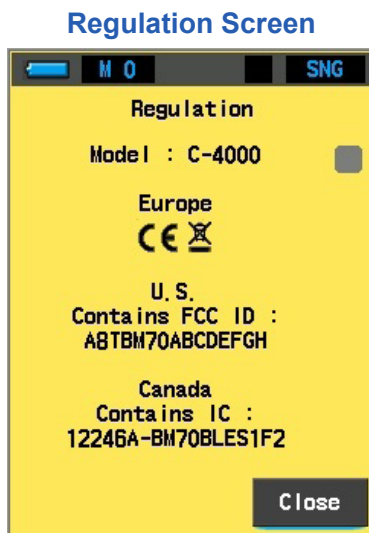 Regulation Screen
M 0 SNG
Regulation
Model : C-4000
Europe
CE
U.S.
Contains FCC ID :
A8TBM70ABCDEFGH
Canada
Contains IC :
12246A-BM70BLES1F2
Close